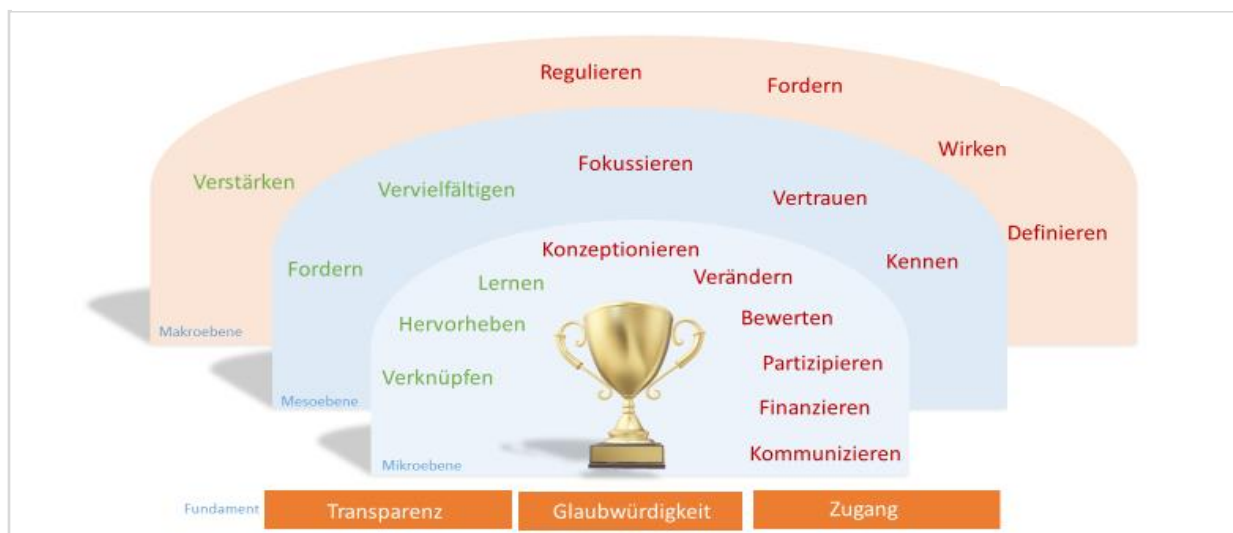 Regulieren
Fordern
Wirken
Verstärken
Definieren
Makroebene
Fokussieren
Vervielfältigen
Vertrauen
Fordern
Kennen
Mesoebene
Konzeptionieren
Lernen
Verändern
Hervorheben
Bewerten
Verknüpfen
Partizipieren
Finanzieren
Kommunizieren
Mikroebene
Fundament
Transparenz
Glaubwürdigkeit
Zugang